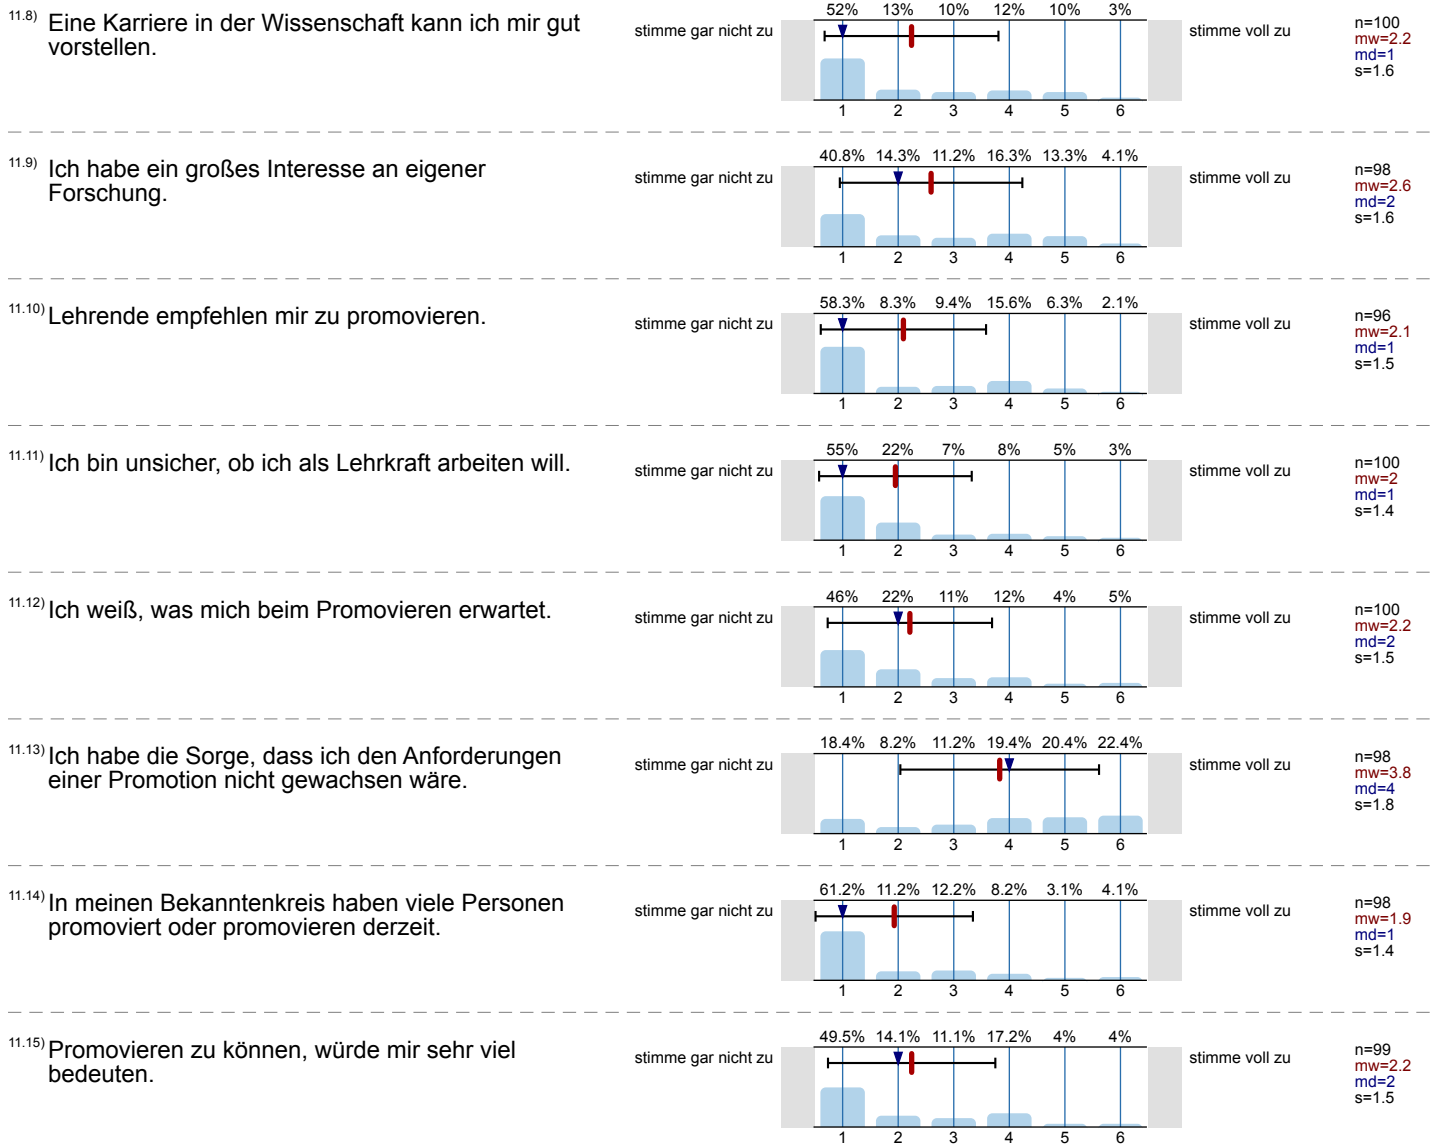 52% 13% 10% 12% 10% 3%
11.8) Eine Karriere in der Wissenschaft kann ich mir gut
vorstellen.
stimme gar nicht zu
stimme voll zu
n=100
mw=2.2
md=1
s=1.6
1 2 3 4 5 6
40.8% 14.3% 11.2% 16.3% 13.3% 4.1%
11.9) Ich habe ein großes Interesse an eigener
Forschung.
stimme gar nicht zu
stimme voll zu
n=98
mw=2.6
md=2
s=1.6
1 2 3 4 5 6
58.3% 8.3% 9.4% 15.6% 6.3% 2.1%
11.10) Lehrende empfehlen mir zu promovieren.
stimme gar nicht zu
stimme voll zu
n=96
mw=2.1
md=1
s=1.5
1 2 3 4 5 6
55% 22% 7% 8% 5% 3%
11.11) Ich bin unsicher, ob ich als Lehrkraft arbeiten will.
stimme gar nicht zu
stimme voll zu
n=100
mw=2
md=1
s=1.4
1 2 3 4 5 6
46% 22% 11% 12% 4% 5%
11.12) Ich weiß, was mich beim Promovieren erwartet.
stimme gar nicht zu
stimme voll zu
n=100
mw=2.2
md=2
s=1.5
1 2 3 4 5 6
18.4% 8.2% 11.2% 19.4% 20.4% 22.4%
11.13) Ich habe die Sorge, dass ich den Anforderungen
einer Promotion nicht gewachsen wäre.
stimme gar nicht zu
stimme voll zu
n=98
mw=3.8
md=4
s=1.8
1 2 3 4 5 6
61.2% 11.2% 12.2% 8.2% 3.1% 4.1%
11.14) In meinen Bekanntenkreis haben viele Personen
promoviert oder promovieren derzeit.
stimme gar nicht zu
stimme voll zu
n=98
mw=1.9
md=1
s=1.4
1 2 3 4 5 6
49.5% 14.1% 11.1% 17.2% 4% 4%
11.15) Promovieren zu können, würde mir sehr viel
bedeuten.
stimme gar nicht zu
stimme voll zu
n=99
mw=2.2
md=2
s=1.5
1 2 3 4 5 6